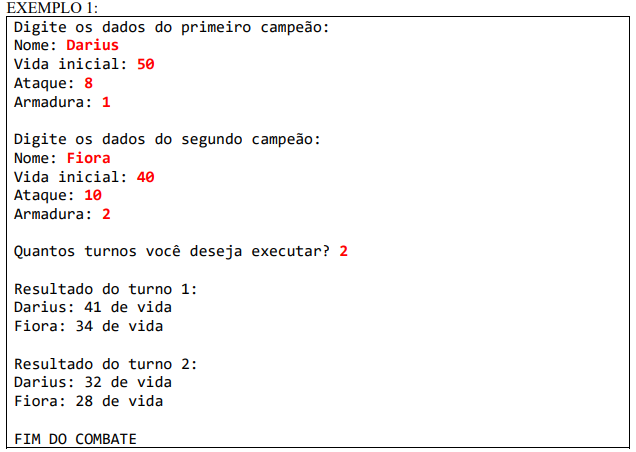 EXEMPLO 1:
Digite os dados do primeiro campeão:
Nome: Darius
Vida inicial: 50
Ataque: 8
Armadura: 1
Digite os dados do segundo campeão:
Nome: Fiora
Vida inicial: 40
Ataque: 10
Armadura: 2
Quantos turnos você deseja executar? 2
Resultado do turno 1:
Darius: 41 de vida
Fiora: 34 de vida
Resultado do turno 2:
Darius: 32 de vida
Fiora: 28 de vida
FIM DO COMBATE